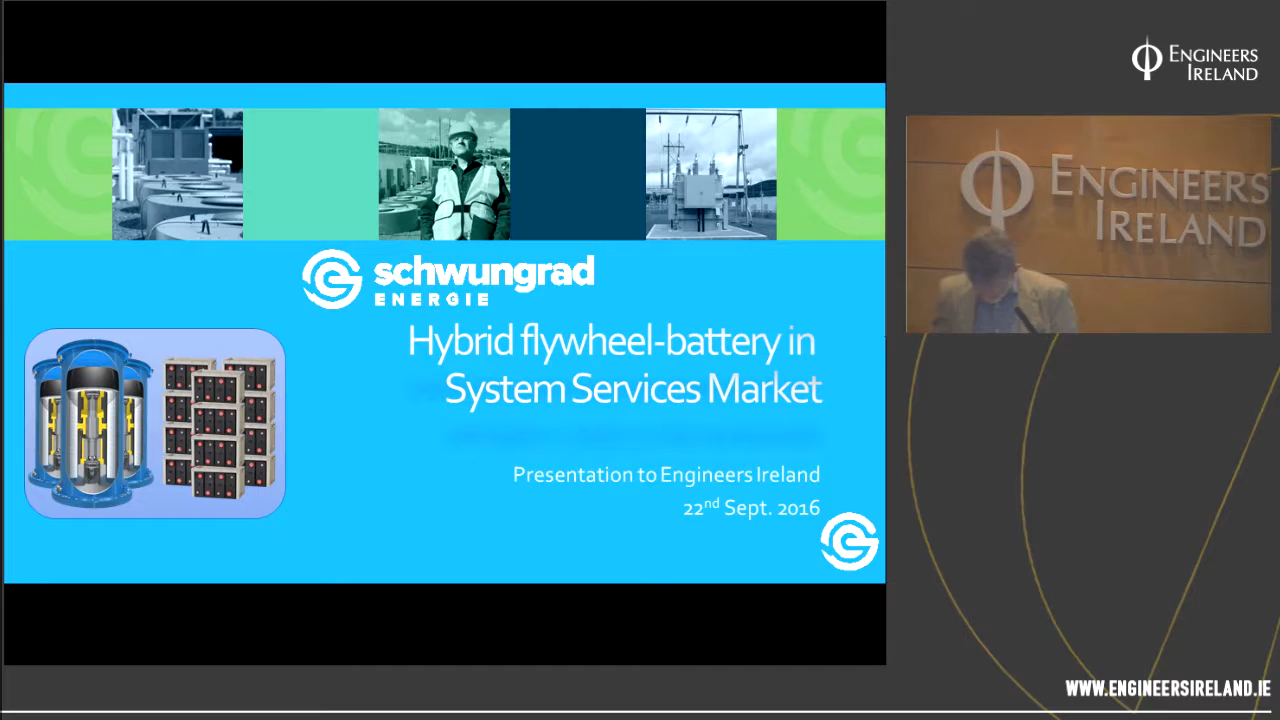 ENGINEERS
IRELAND
ENGINEERS
IRELAND
schwungrad
ENERGIE
Hybrid flywheel-battery in
System Services Market
Presentation to Engineers Ireland
22nd Sept. 2016
WWW.ENGINEERSIRELAND.IE